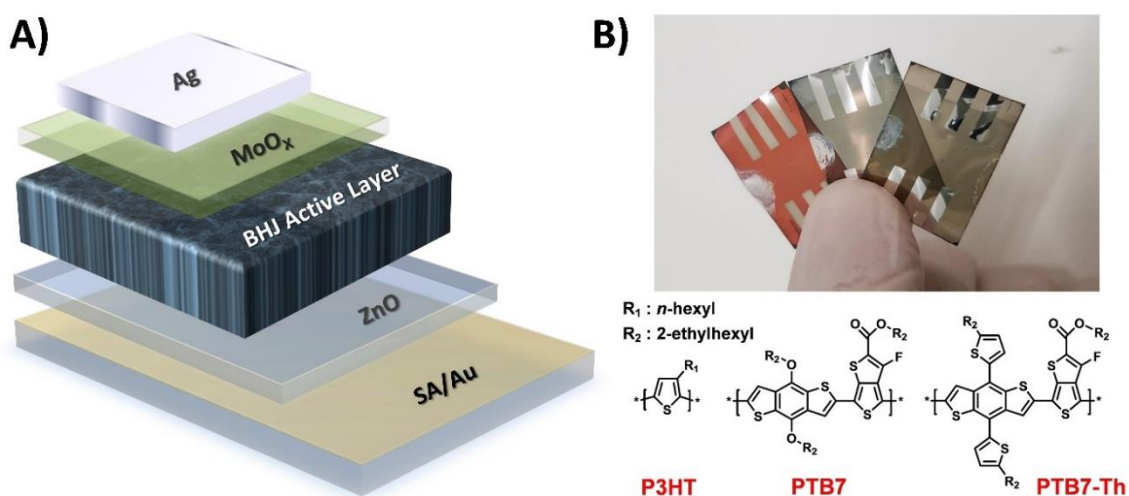 A)
Ag
MoOₓ
BHJ Active Layer
ZnO
SA/Au
B)
R₁ : n-hexyl
R₂ : 2-ethylhexyl
R₁
S
* * 
P3HT
R₂
O
O
R₂
O
O
R₂
F
S
S
S
S
* *
PTB7
R₂
S
O
O
R₂
F
S
S
S
S
S
R₂
* *
PTB7-Th